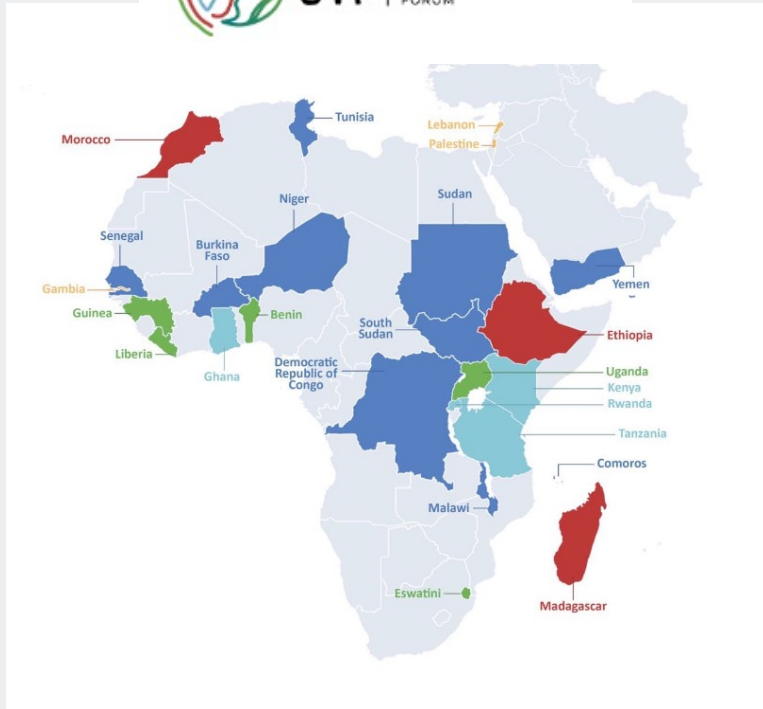 FORUM
Tunisia
Lebanon
Morocco
Palestine
Sudan
Niger
Senegal
Burkina
Faso
Gambia
Yemen
Guinea
Benin
South
Sudan
Ethiopia
Liberia
Democratic
Republic of
Congo
Ghana
Uganda
Kenya
Rwanda
Tanzania
Comoros
Malawi
Eswatini
Madagascar